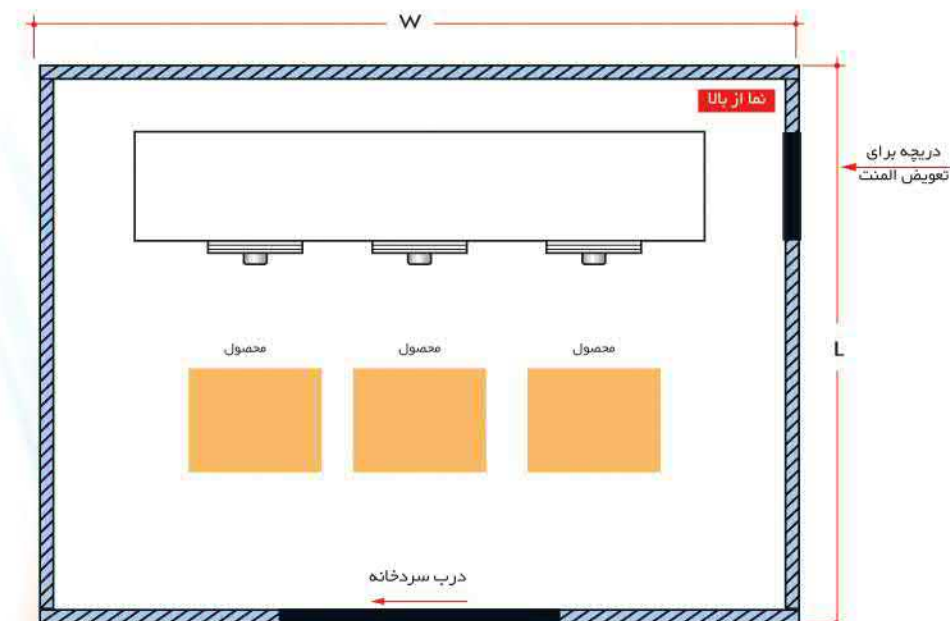 W
نما از بالا
دریچه برای
تعویض المنت
L
محصول
محصول
محصول
درب سردخانه